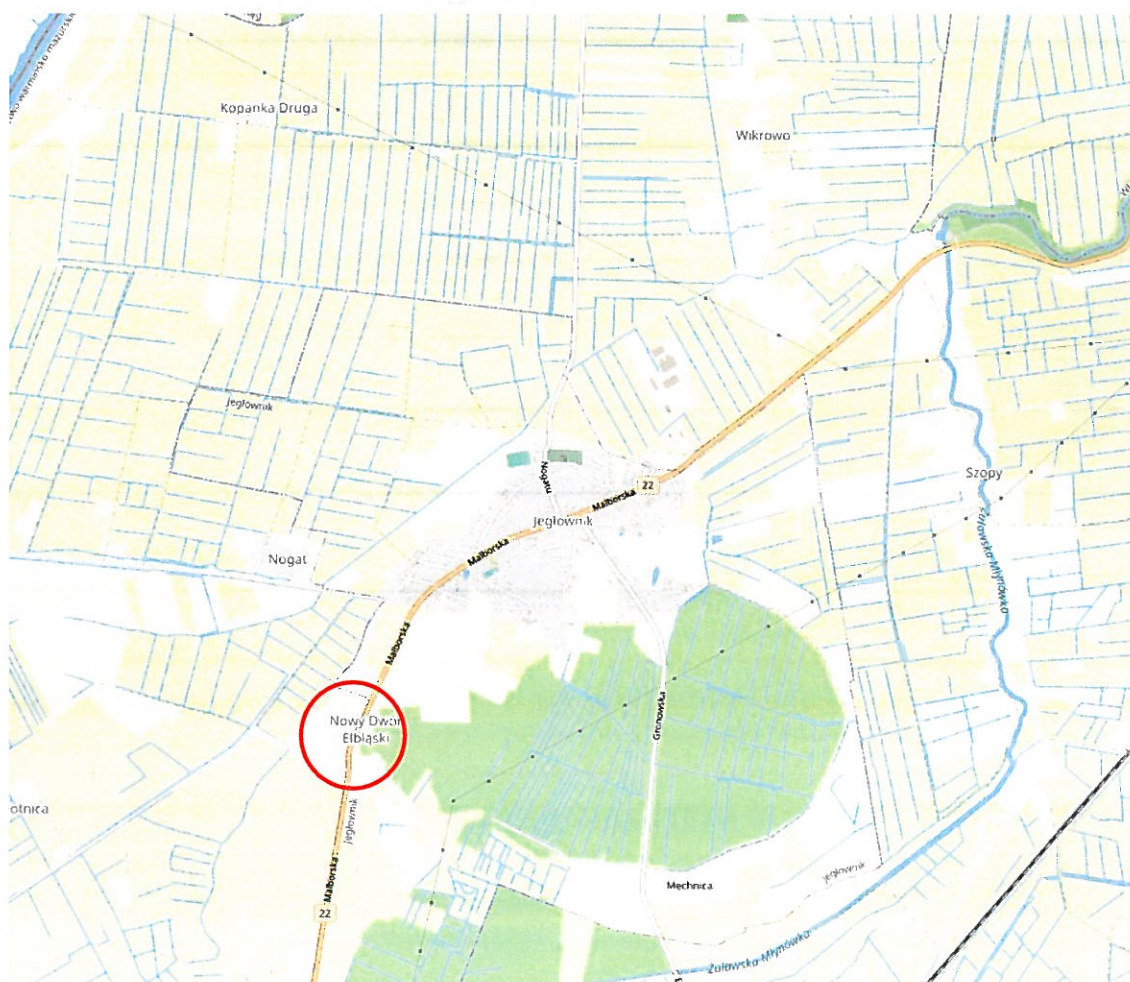 Kopanka Druga
Wikrowo
Jegłownik
Nogat
22
Malborska
Jegłownik
Szopy
Malborska
Nogat
Żuławska Młynówka
Malborska
Nowy Dwór
Elbląski
Gronowska
otnica
Jegłownik
Malborska
Jegłownik
Mechnica
22
Żuławska Młynówka